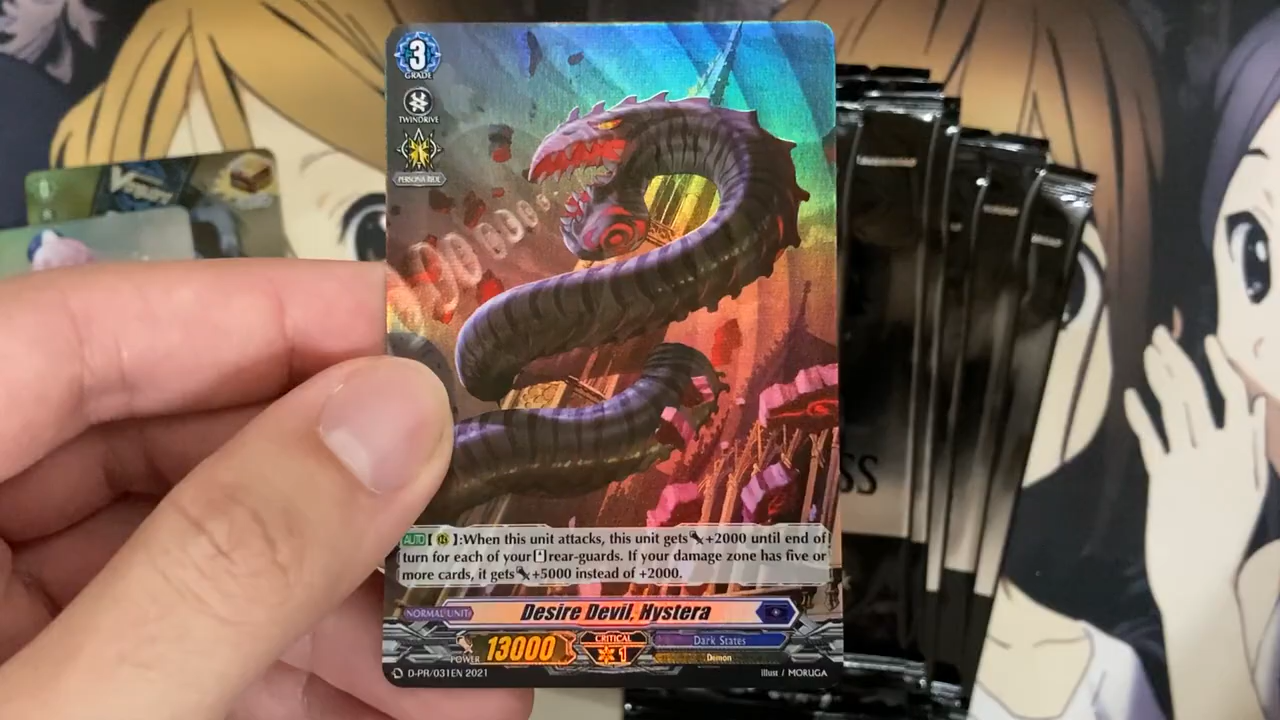 3
GRADE
TWINDRIVE
PERSONA RIDE
SS
AUTO【 】:When this unit attacks, this unit gets +2000 until end of
turn for each of your rear-guards. If your damage zone has five or
more cards, it gets +5000 instead of +2000.
NORMAL UNIT
Desire Devil, Hystera
POWER 13000
CRITICAL
1
Dark States
Demon
D-PR/031EN 2021
Illust / MORUGA